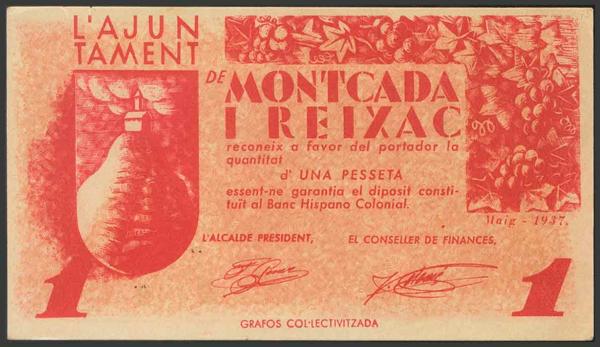 L'AJUN
TAMENT
DE MONTCADA
I REIXAC
reconeix a favor del portador la
quantitat
d' UNA PESSETA
essent-ne garantia el diposit consti-
tuït al Banc Hispano Colonial.
Maig - 1937.
L'ALCALDE PRESIDENT, EL CONSELLER DE FINANCES,
1 1
GRAFOS COL·LECTIVITZADA